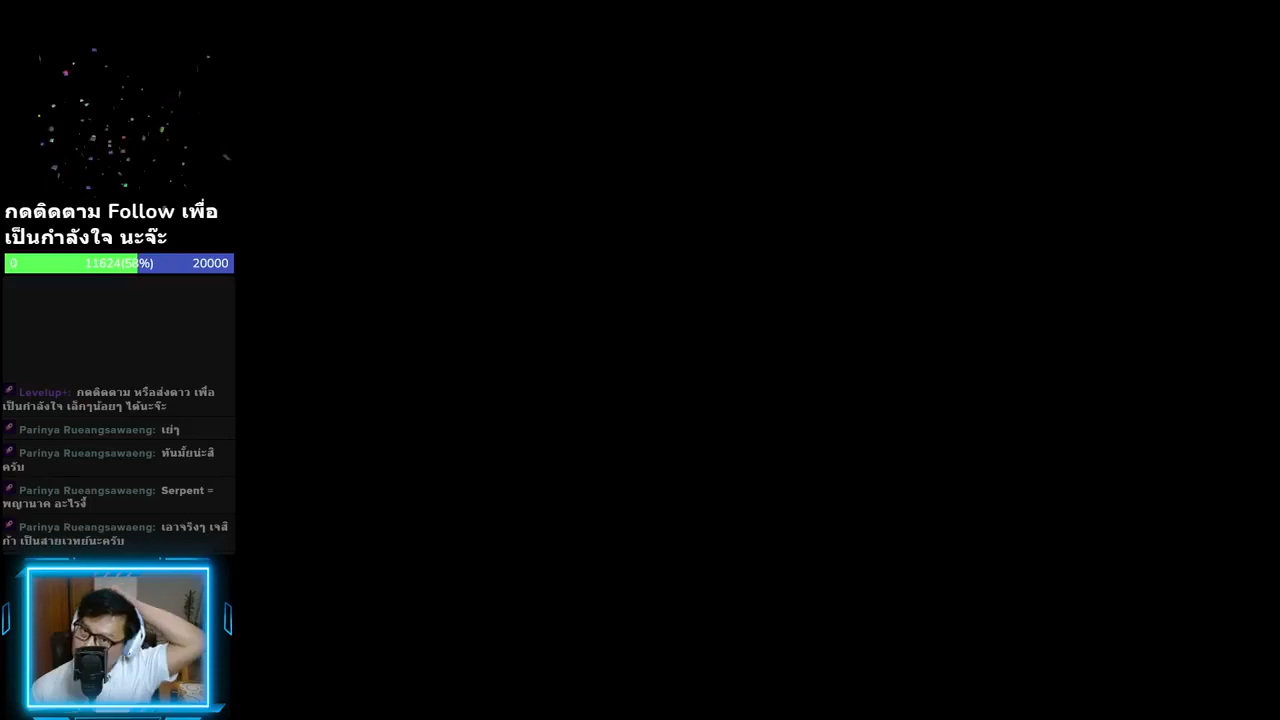 กดติดตาม Follow เพื่อ
เป็นกำลังใจ นะจ๊ะ
0 11624(58%) 20000
Levelup+: กดติดตาม หรือส่งดาว เพื่อ
เป็นกำลังใจ เล็กๆน้อยๆ ได้นะจ๊ะ
Parinya Rueangsawaeng: เย่ๆ
Parinya Rueangsawaeng: ทันมั้ยน่ะสิ
ครับ
Parinya Rueangsawaeng: Serpent =
พญานาค อะไรงี้
Parinya Rueangsawaeng: เอาจริงๆ เจสิ
ก้า เป็นสายเวทย์นะครับ